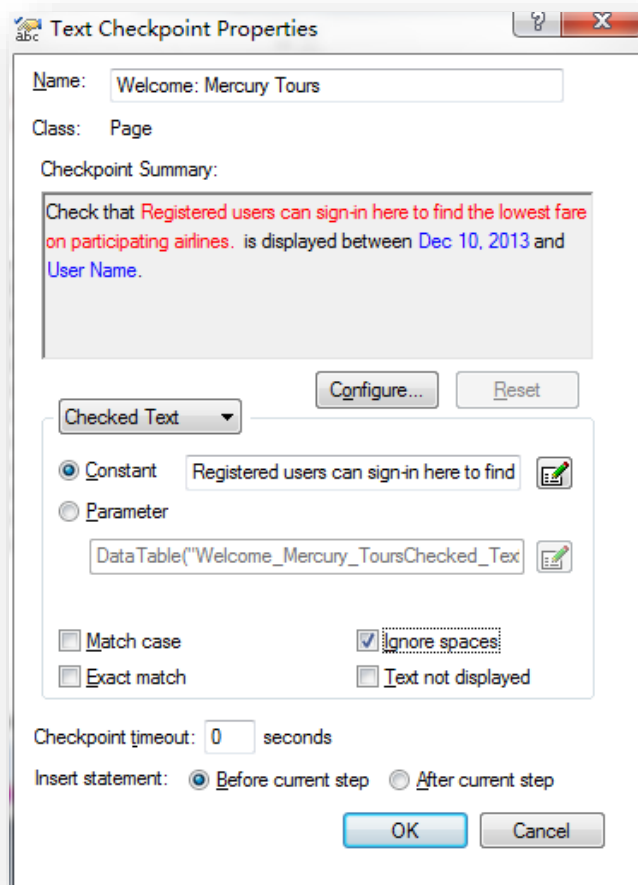 abc Text Checkpoint Properties
Name: Welcome: Mercury Tours
Class: Page
Checkpoint Summary:
Check that Registered users can sign-in here to find the lowest fare
on participating airlines. is displayed between Dec 10, 2013 and
User Name.
Configure... Reset
Checked Text
Constant Registered users can sign-in here to find
Parameter
DataTable("Welcome_Mercury_ToursChecked_Tex
Match case Ignore spaces
Exact match Text not displayed
Checkpoint timeout: 0 seconds
Insert statement: Before current step After current step
OK Cancel